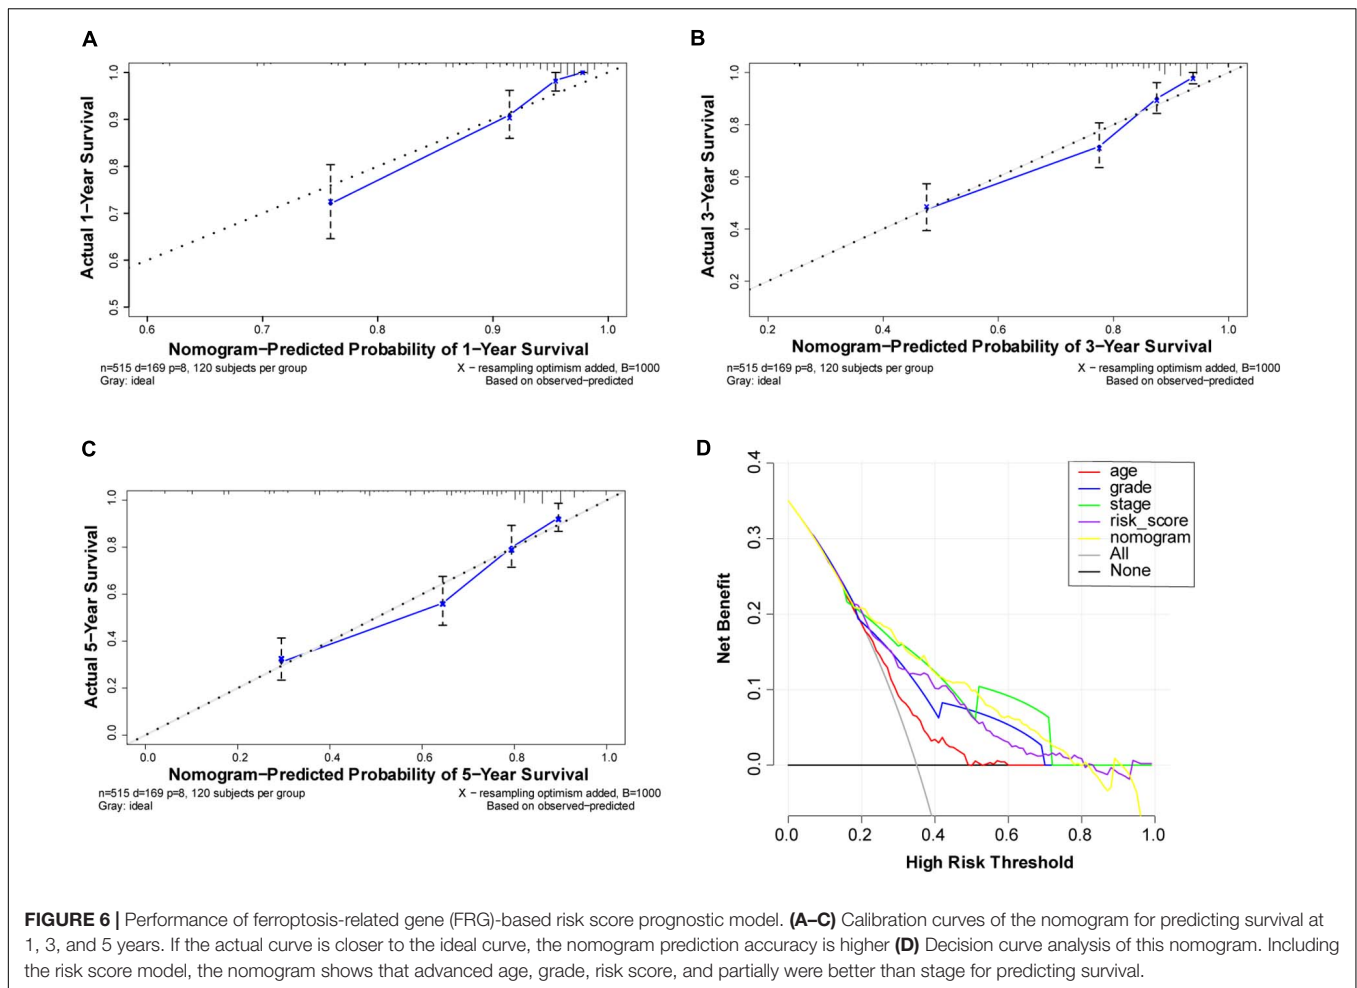 A
Actual 1−Year Survival
1.0
0.9
0.8
0.7
0.6
0.5
0.6 0.7 0.8 0.9 1.0
Nomogram−Predicted Probability of 1−Year Survival
n=515 d=169 p=8, 120 subjects per group
Gray: ideal
X − resampling optimism added, B=1000
Based on observed−predicted
B
Actual 3−Year Survival
1.0
0.8
0.6
0.4
0.2
0.2 0.4 0.6 0.8 1.0
Nomogram−Predicted Probability of 3−Year Survival
n=515 d=169 p=8, 120 subjects per group
Gray: ideal
X − resampling optimism added, B=1000
Based on observed−predicted
C
Actual 5−Year Survival
1.0
0.8
0.6
0.4
0.2
0.0
0.0 0.2 0.4 0.6 0.8 1.0
Nomogram−Predicted Probability of 5−Year Survival
n=515 d=169 p=8, 120 subjects per group
Gray: ideal
X − resampling optimism added, B=1000
Based on observed−predicted
D
Net Benefit
0.4
0.3
0.2
0.1
0.0
age
grade
stage
risk_score
nomogram
All
None
0.0 0.2 0.4 0.6 0.8 1.0
High Risk Threshold
FIGURE 6 | Performance of ferroptosis-related gene (FRG)-based risk score prognostic model. (A–C) Calibration curves of the nomogram for predicting survival at
1, 3, and 5 years. If the actual curve is closer to the ideal curve, the nomogram prediction accuracy is higher (D) Decision curve analysis of this nomogram. Including
the risk score model, the nomogram shows that advanced age, grade, risk score, and partially were better than stage for predicting survival.